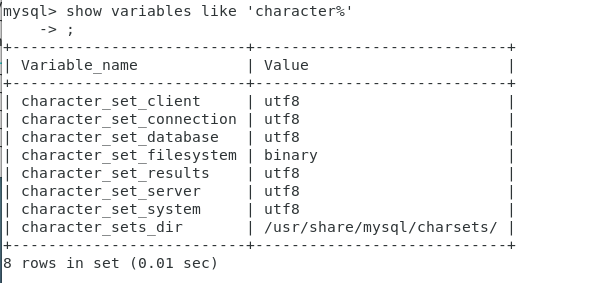 mysql> show variables like 'character%'
    -> ;
+--------------------------+----------------------------+
| Variable_name            | Value                      |
+--------------------------+----------------------------+
| character_set_client     | utf8                       |
| character_set_connection | utf8                       |
| character_set_database   | utf8                       |
| character_set_filesystem | binary                     |
| character_set_results    | utf8                       |
| character_set_server     | utf8                       |
| character_set_system     | utf8                       |
| character_sets_dir       | /usr/share/mysql/charsets/ |
+--------------------------+----------------------------+
8 rows in set (0.01 sec)